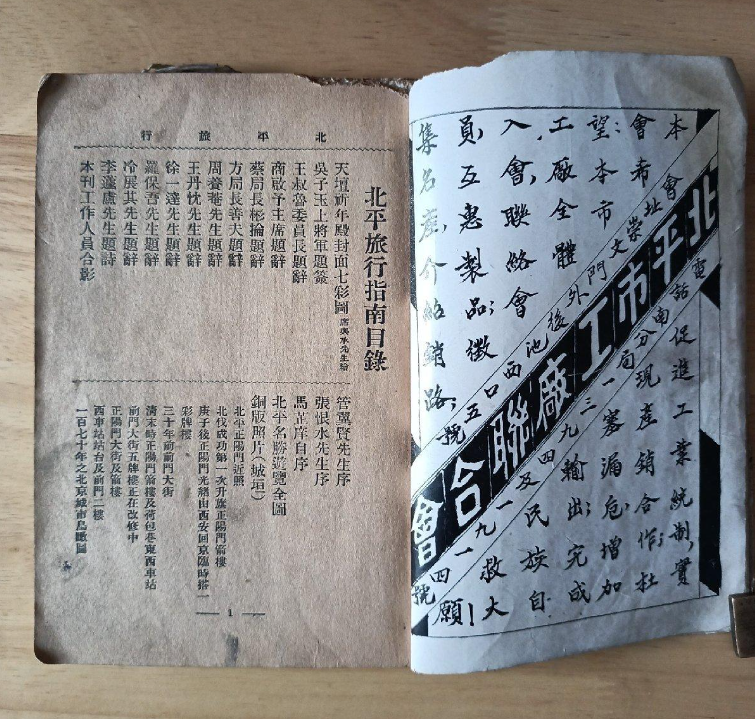 本
會希
望;本市
工廠全體
入會,聯絡會
員,互惠製品;徵
集名產,介紹銷路;
會址崇文門外後池西口五號
北平市工廠聯合會
電話南分局一三九四及一九一四號
促進工業統制,實
現產銷合作;杜
塞漏卮,增加
輸出;完成
民族自
救大
願!
北平旅行
北平旅行指南目錄
天壇祈年殿封面七彩圖
吳子玉上將軍題簽
王叔魯委員長題辭
商啟予主席題辭
蔡局長 題辭
方局長善夫題辭
周養菴先生題辭
王丹忱先生題辭
徐一達先生題辭
羅保吾先生題辭
冷展其先生題辭
李蘧廬先生題詩
本刊工作人員合影
管翼賢先生序
張恨水先生序
馬芷庠自序
北平名勝遊覽全圖
銅版照片(城垣)
北平正陽門近照
北伐成功第一次升旗正陽門箭樓
庚子後正陽門光緒由西安回京臨時搭
彩牌樓
三十年前前門大街
清末時正陽門箭樓及荷包巷東西車站
前門大街五牌樓正在改修中
正陽門大街及箭樓
西車站站台及前門二樓
一百七十年之北京城市鳥瞰圖
— 1 —